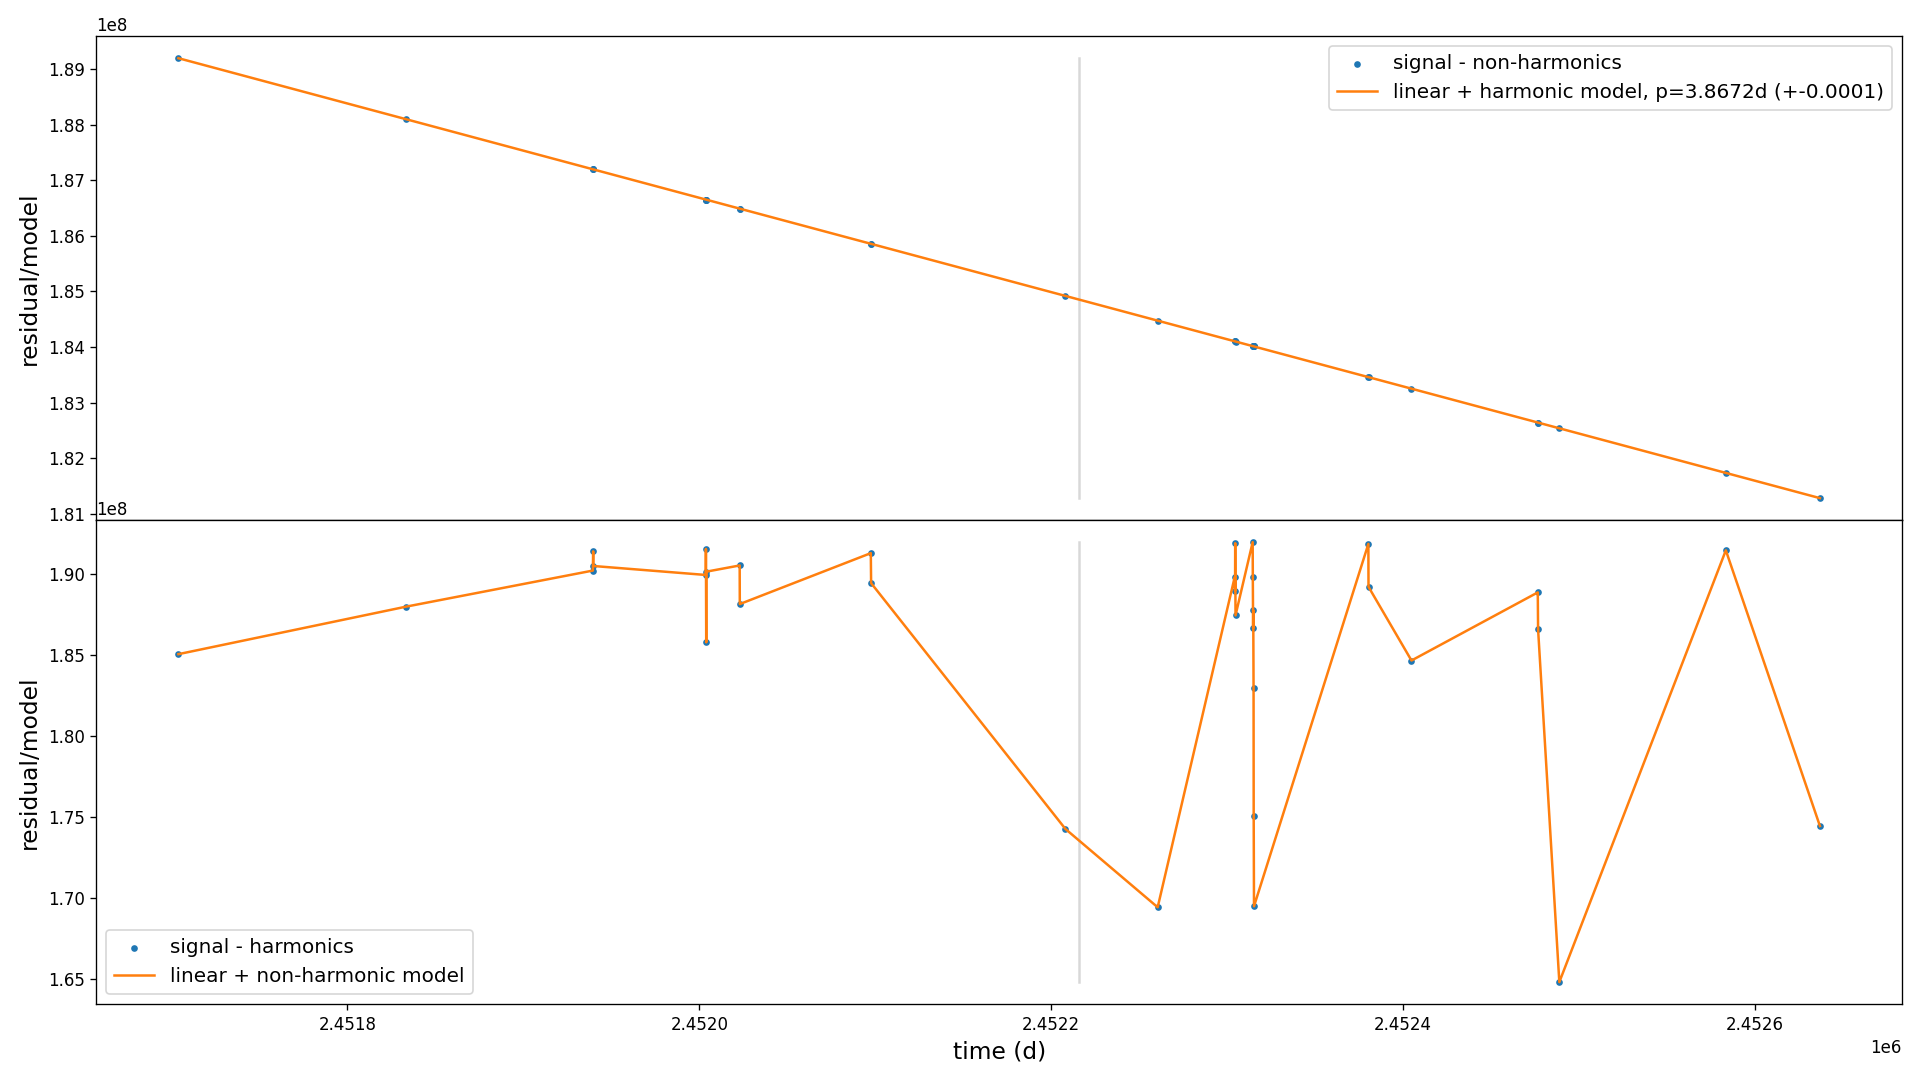 1e8
1.89
1.88
1.87
1.86
1.85
1.84
1.83
1.82
1.81
residual/model
signal - non-harmonics
linear + harmonic model, p=3.8672d (+-0.0001)
1e8
1.90
1.85
1.80
1.75
1.70
1.65
residual/model
signal - harmonics
linear + non-harmonic model
2.4518
2.4520
2.4522
2.4524
2.4526
time (d)
1e6